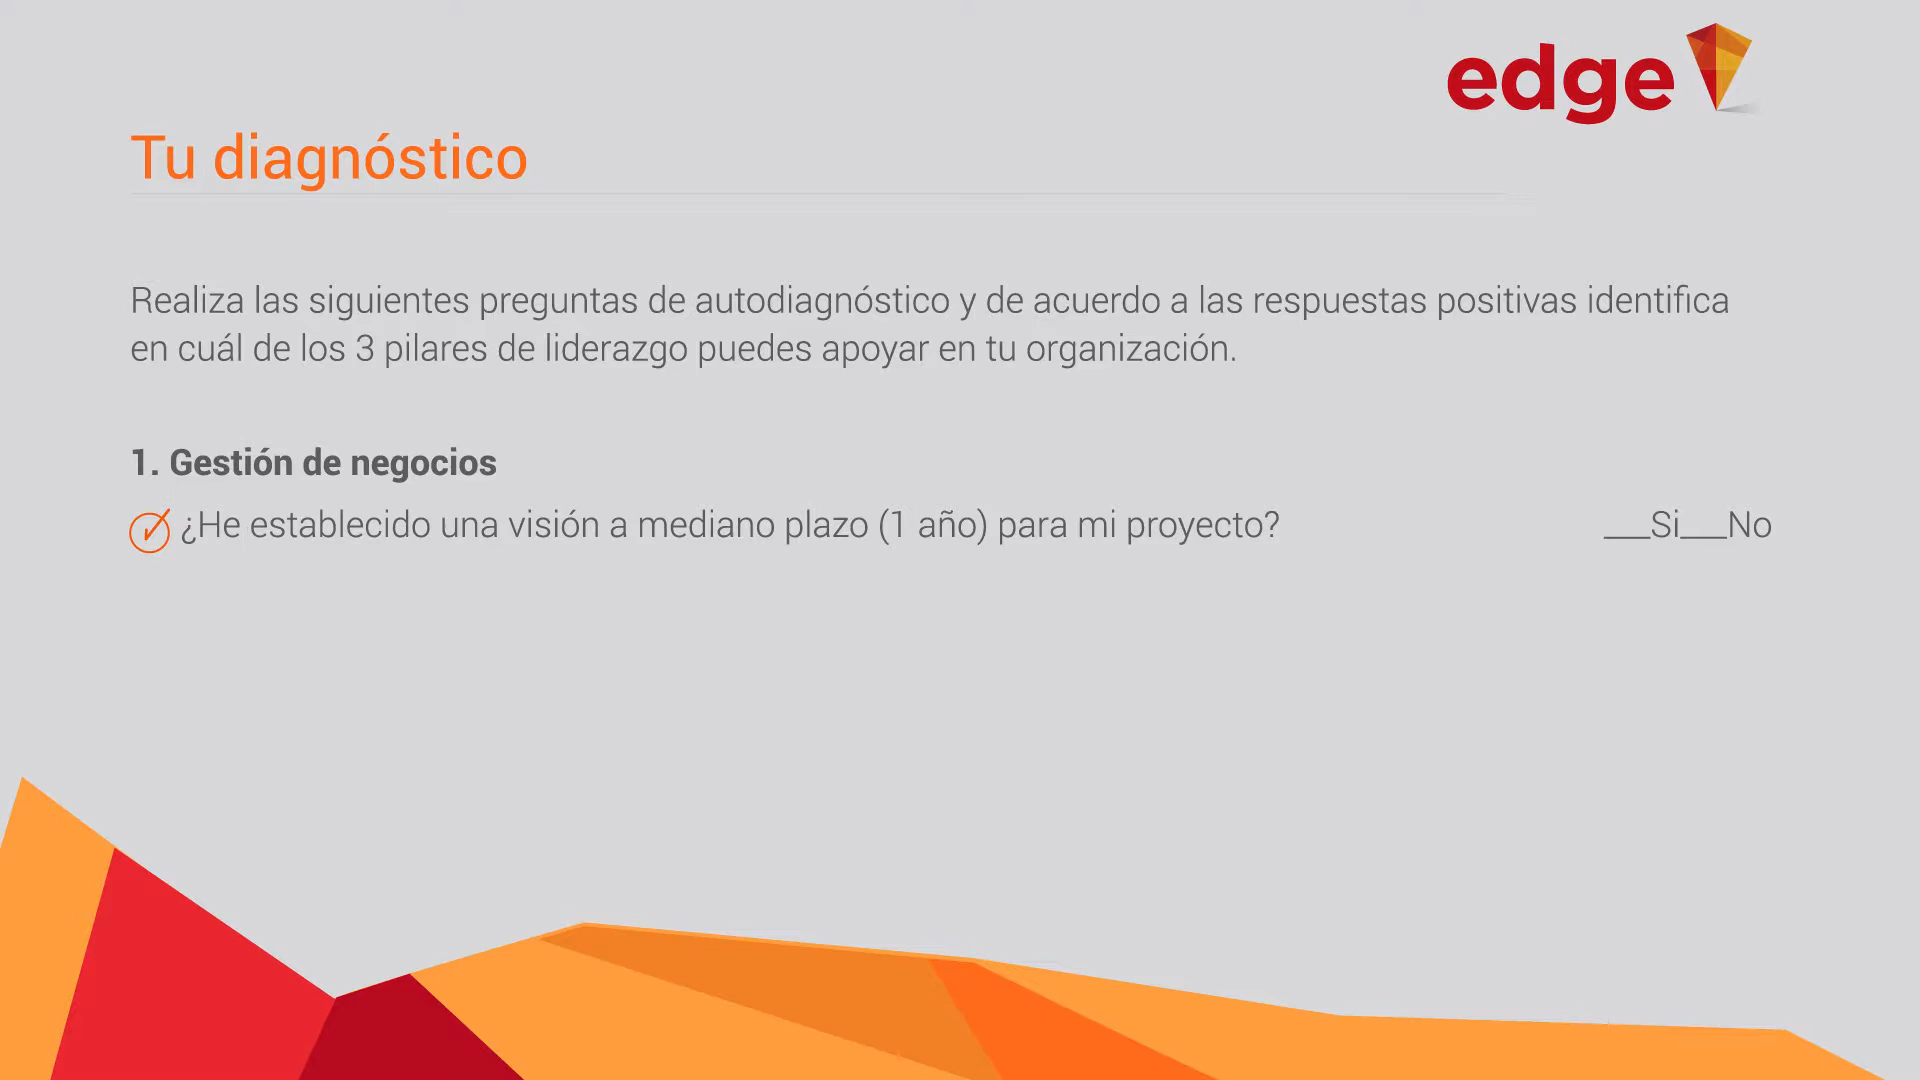 edge
Tu diagnóstico
Realiza las siguientes preguntas de autodiagnóstico y de acuerdo a las respuestas positivas identifica
en cuál de los 3 pilares de liderazgo puedes apoyar en tu organización.
1. Gestión de negocios
¿He establecido una visión a mediano plazo (1 año) para mi proyecto? ___Si___No